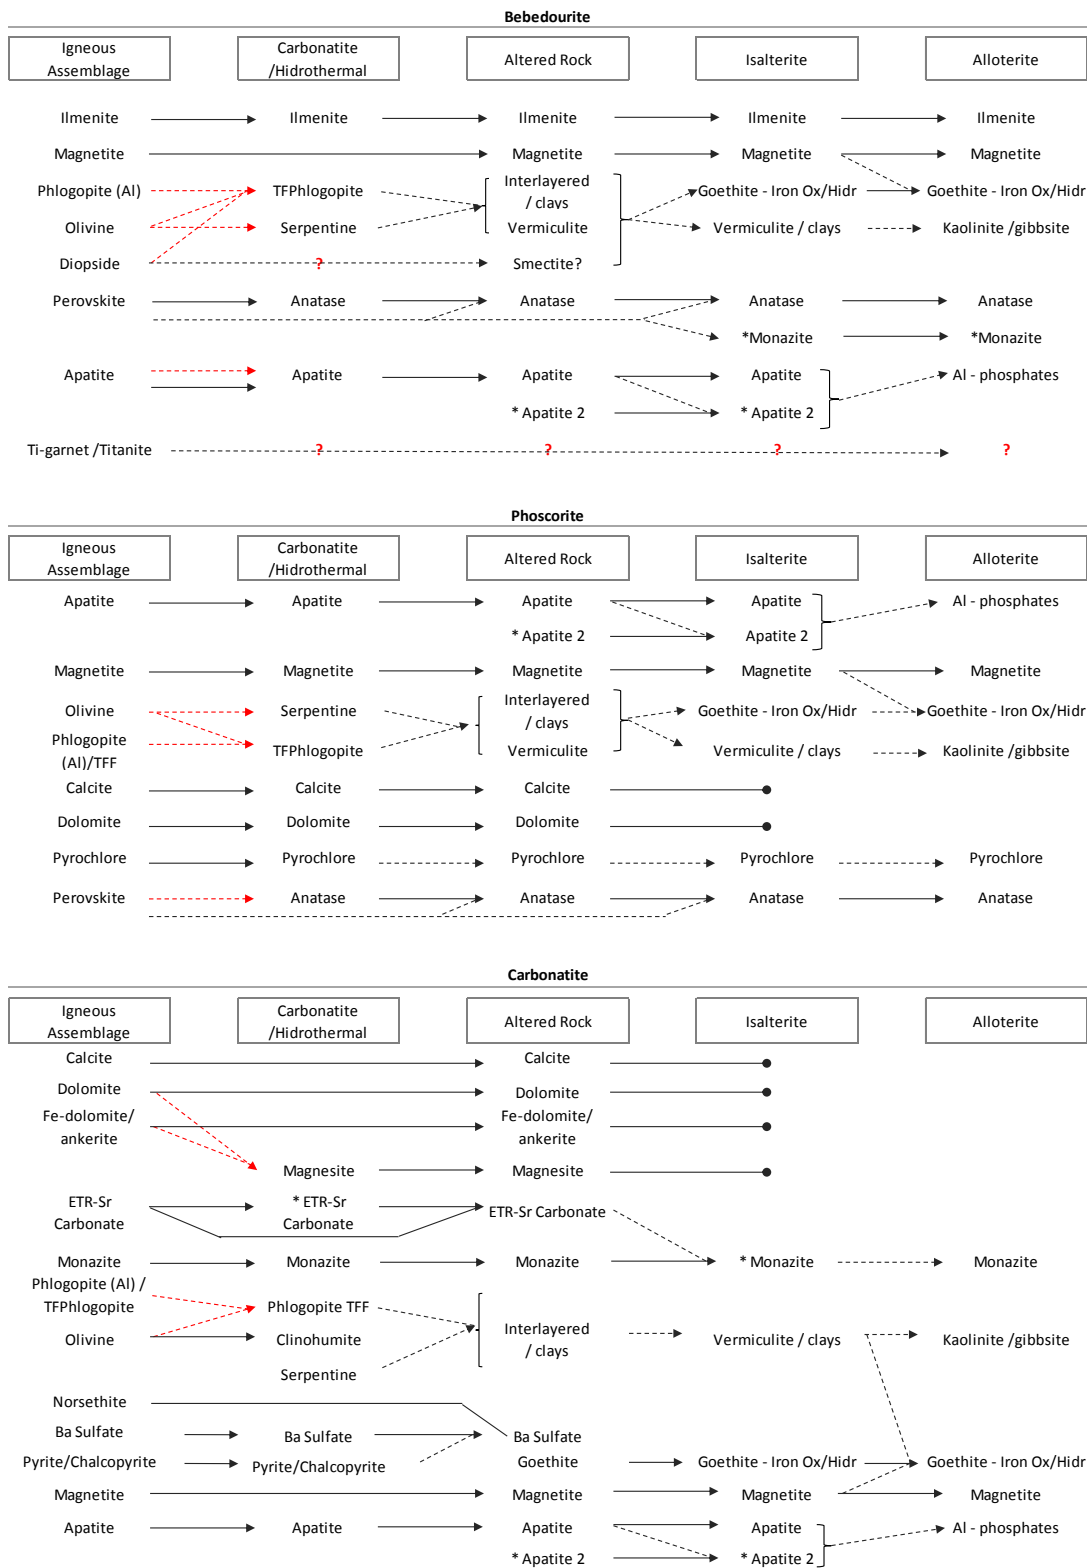 Bebedourite
Igneous Assemblage
Carbonatite /Hidrothermal
Altered Rock
Isalterite
Alloterite
Ilmenite Ilmenite Ilmenite Ilmenite Ilmenite
Magnetite Magnetite Magnetite Magnetite
Phlogopite (Al) TFPhlogopite Interlayered / clays Goethite - Iron Ox/Hidr Goethite - Iron Ox/Hidr
Olivine Serpentine Vermiculite Vermiculite / clays Kaolinite /gibbsite
Diopside ? Smectite?
Perovskite Anatase Anatase Anatase Anatase
*Monazite *Monazite
Apatite Apatite Apatite Apatite Al - phosphates
* Apatite 2 * Apatite 2
Ti-garnet /Titanite ? ? ? ?
Phoscorite
Igneous Assemblage
Carbonatite /Hidrothermal
Altered Rock
Isalterite
Alloterite
Apatite Apatite Apatite Apatite Al - phosphates
* Apatite 2 Apatite 2
Magnetite Magnetite Magnetite Magnetite Magnetite
Olivine Serpentine Interlayered / clays Goethite - Iron Ox/Hidr Goethite - Iron Ox/Hidr
Phlogopite (Al)/TFF TFPhlogopite Vermiculite Vermiculite / clays Kaolinite /gibbsite
Calcite Calcite Calcite
Dolomite Dolomite Dolomite
Pyrochlore Pyrochlore Pyrochlore Pyrochlore Pyrochlore
Perovskite Anatase Anatase Anatase Anatase
Carbonatite
Igneous Assemblage
Carbonatite /Hidrothermal
Altered Rock
Isalterite
Alloterite
Calcite Calcite
Dolomite Dolomite
Fe-dolomite/ ankerite Fe-dolomite/ ankerite
Magnesite Magnesite
ETR-Sr Carbonate * ETR-Sr Carbonate ETR-Sr Carbonate
Monazite Monazite Monazite * Monazite Monazite
Phlogopite (Al) / TFPhlogopite Phlogopite TFF
Olivine Clinohumite Interlayered / clays Vermiculite / clays Kaolinite /gibbsite
Serpentine
Norsethite
Ba Sulfate Ba Sulfate Ba Sulfate
Pyrite/Chalcopyrite Pyrite/Chalcopyrite Goethite Goethite - Iron Ox/Hidr Goethite - Iron Ox/Hidr
Magnetite Magnetite Magnetite Magnetite
Apatite Apatite Apatite Apatite Al - phosphates
* Apatite 2 * Apatite 2